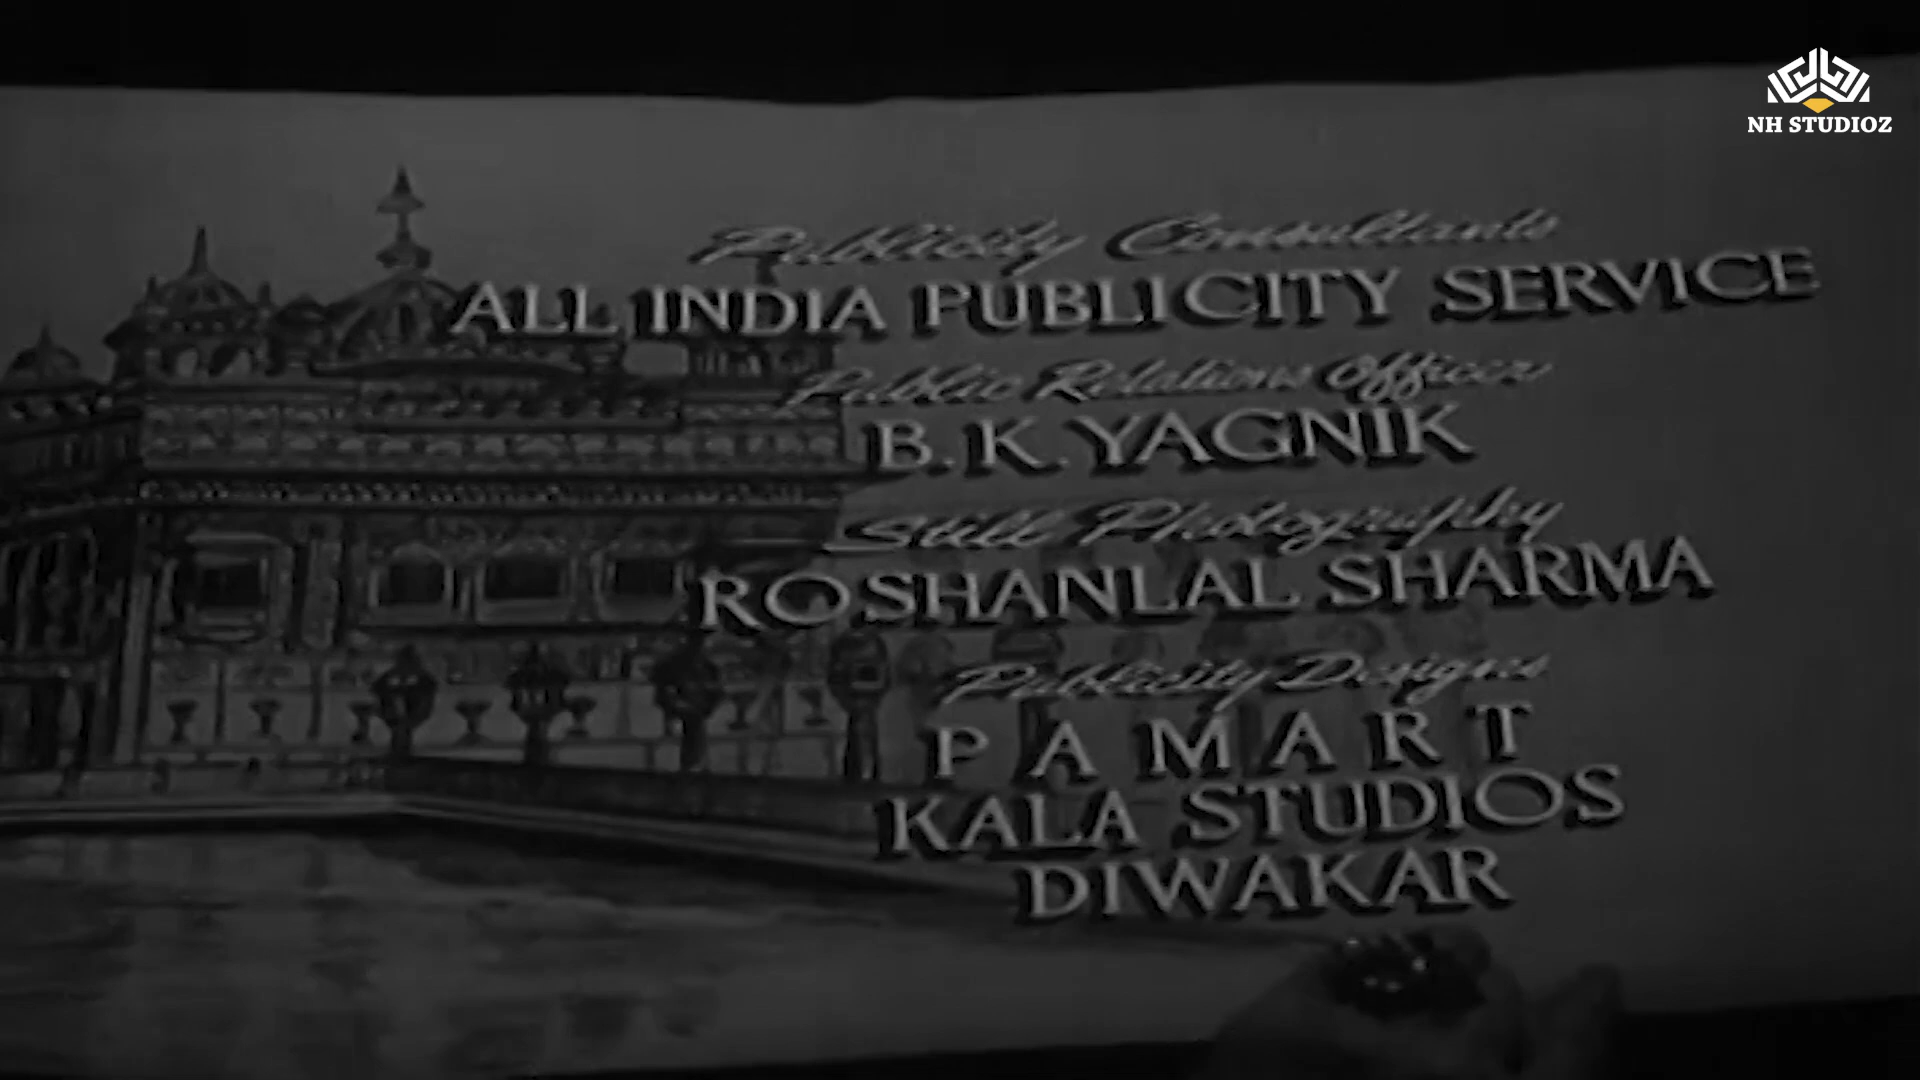 NH STUDIOZ
Publicity Consultants
ALL INDIA PUBLICITY SERVICE
Public Relations Officer
B. K. YAGNIK
Still Photography
ROSHANLAL SHARMA
Publicity Designs
PAMART
KALA STUDIOS
DIWAKAR